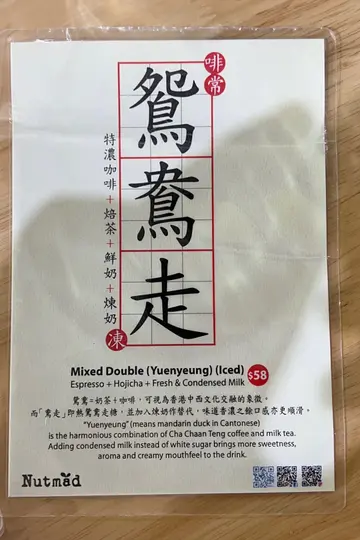 啡常
鴛鴦走
特濃咖啡+焙茶+鮮奶+煉奶
凍
Mixed Double (Yuenyeung) (Iced) $58
Espresso + Hojicha + Fresh & Condensed Milk
鴛鴦=奶茶+咖啡，可視為香港中西文化交融的象徵。
而「鴦走」即熱鴛鴦走糖，並加入煉奶作替代，味道香濃之餘口感亦更順滑。
“Yuenyeung” (means mandarin duck in Cantonese)
is the harmonious combination of Cha Chaan Teng coffee and milk tea.
Adding condensed milk instead of white sugar brings more sweetness,
aroma and creamy mouthfeel to the drink.
Nutmad